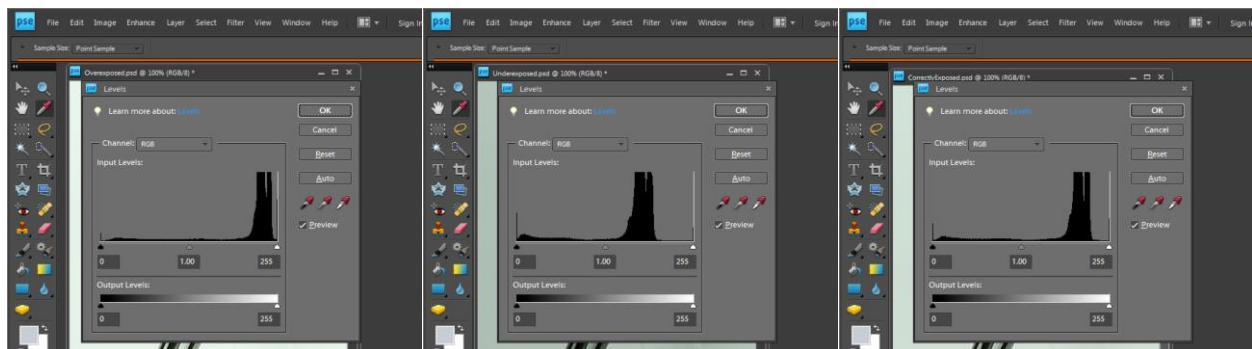 pse File Edit Image Enhance Layer Select Filter View Window Help Sign In
Sample Size: Point Sample
Overexposed.psd @ 100% (RGB/8) *
Levels
Learn more about: Levels
OK
Cancel
Channel: RGB
Reset
Input Levels:
Auto
Preview
0 1.00 255
Output Levels:
0 255
T
pse File Edit Image Enhance Layer Select Filter View Window Help Sign In
Sample Size: Point Sample
Underexposed.psd @ 100% (RGB/8) *
Levels
Learn more about: Levels
OK
Cancel
Channel: RGB
Reset
Input Levels:
Auto
Preview
0 1.00 255
Output Levels:
0 255
T
pse File Edit Image Enhance Layer Select Filter View Window Help Sign In
Sample Size: Point Sample
CorrectlyExposed.psd @ 100% (RGB/8) *
Levels
Learn more about: Levels
OK
Cancel
Channel: RGB
Reset
Input Levels:
Auto
Preview
0 1.00 255
Output Levels:
0 255
T